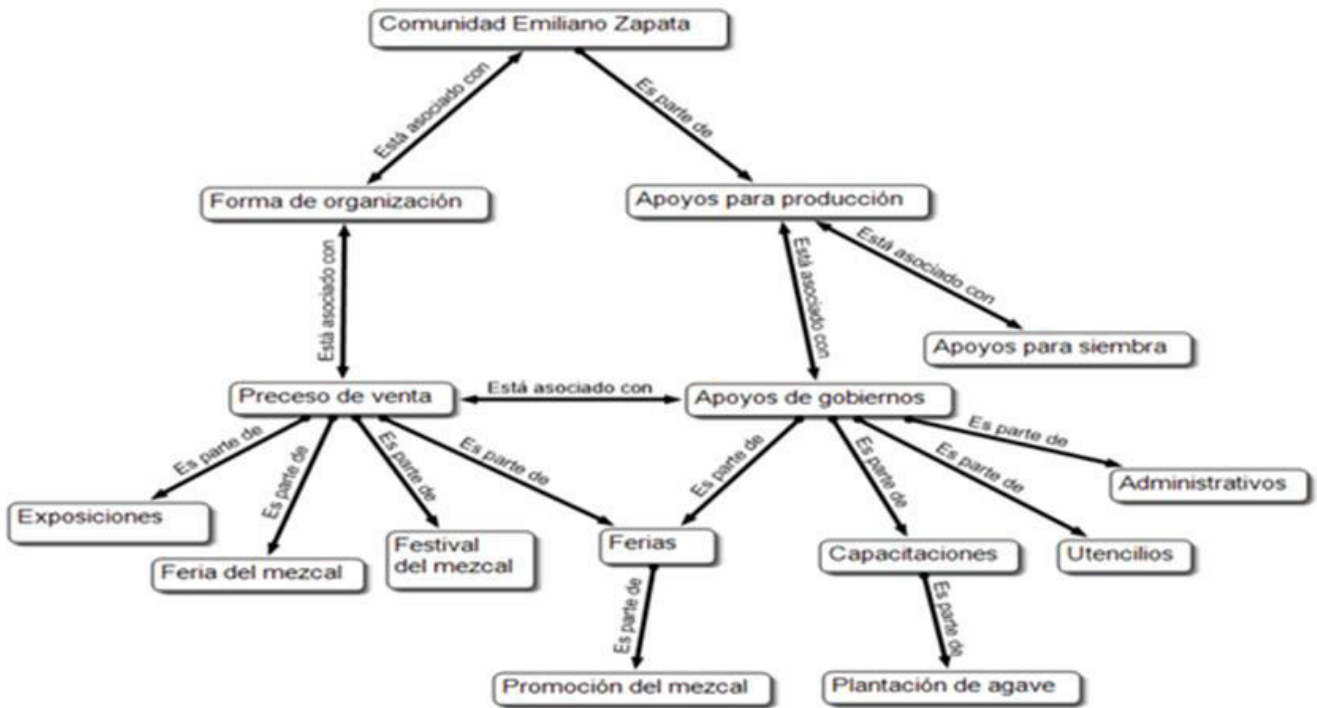 Comunidad Emiliano Zapata
Está asociado con
Es parte de
Forma de organización
Apoyos para producción
Está asociado con
Está asociado con
Está asociado con
Apoyos para siembra
Preceso de venta
Está asociado con
Apoyos de gobiernos
Es parte de
Es parte de
Es parte de
Es parte de
Es parte de
Es parte de
Es parte de
Es parte de
Administrativos
Exposiciones
Feria del mezcal
Festival
del mezcal
Ferias
Capacitaciones
Utencilios
Es parte de
Es parte de
Promoción del mezcal
Plantación de agave